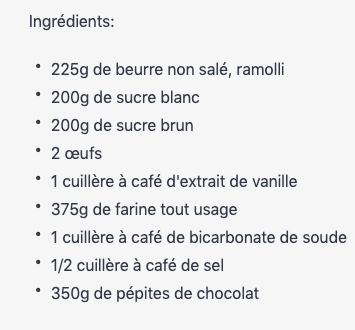 Ingrédients:
• 225g de beurre non salé, ramolli
• 200g de sucre blanc
• 200g de sucre brun
• 2 œufs
• 1 cuillère à café d'extrait de vanille
• 375g de farine tout usage
• 1 cuillère à café de bicarbonate de soude
• 1/2 cuillère à café de sel
• 350g de pépites de chocolat